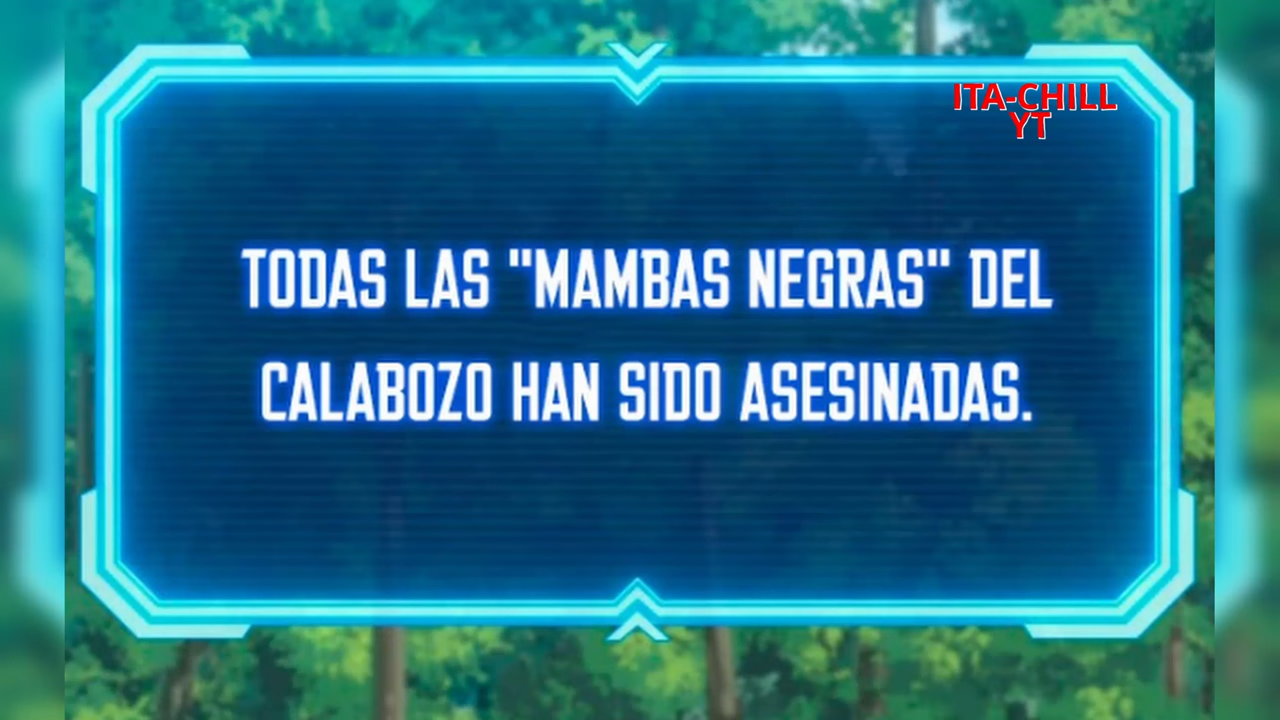 ITA-CHILL
YT
TODAS LAS "MAMBAS NEGRAS" DEL
CALABOZO HAN SIDO ASESINADAS.